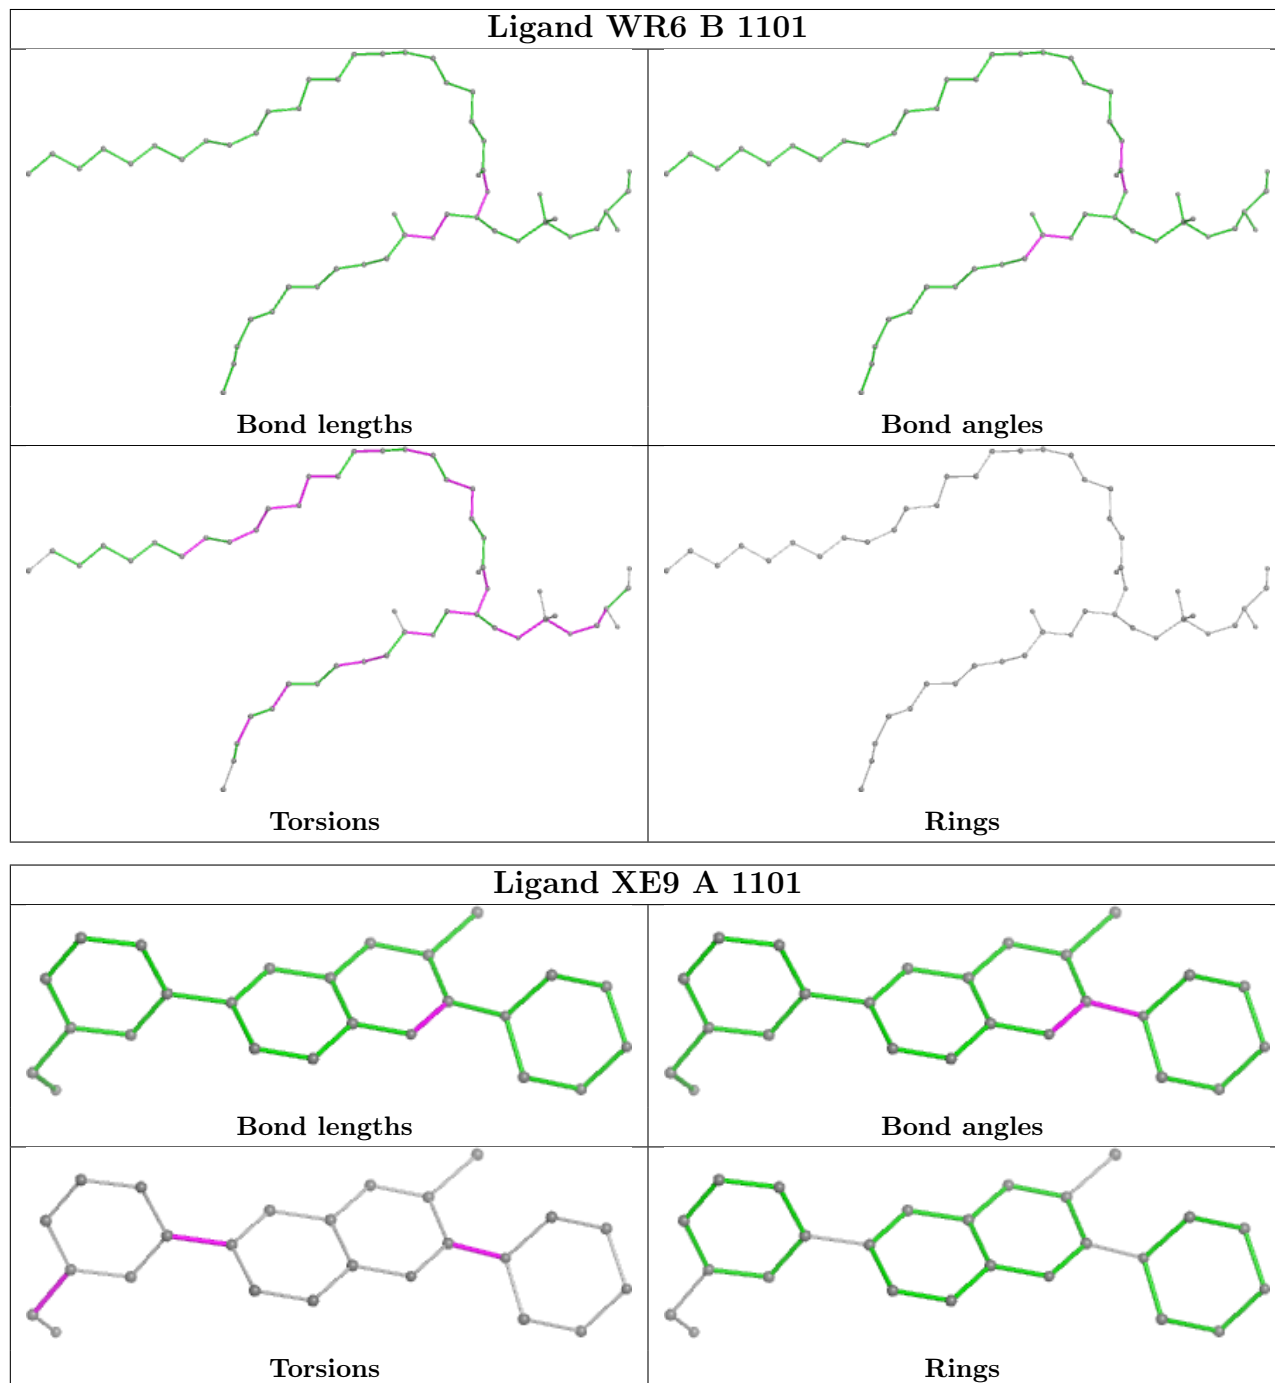 Ligand WR6 B 1101
Bond lengths
Bond angles
Torsions
Rings
Ligand XE9 A 1101
Bond lengths
Bond angles
Torsions
Rings